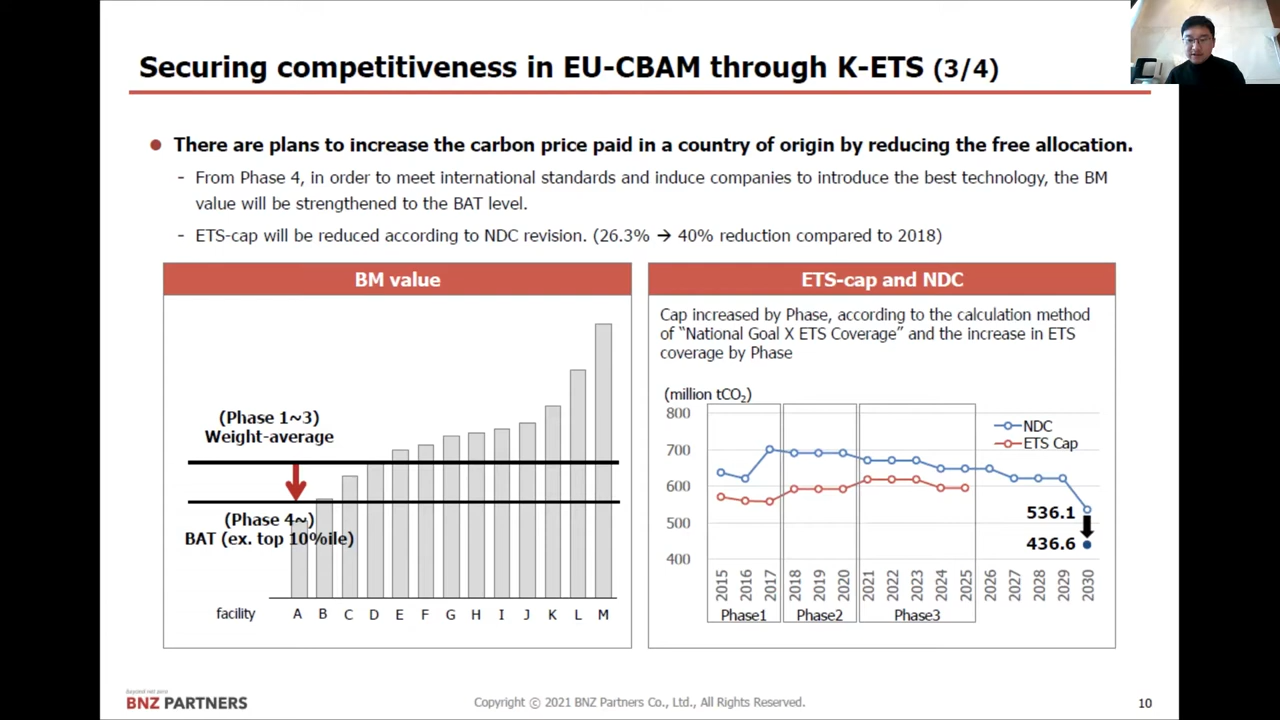 Securing competitiveness in EU-CBAM through K-ETS (3/4)
There are plans to increase the carbon price paid in a country of origin by reducing the free allocation.
- From Phase 4, in order to meet international standards and induce companies to introduce the best technology, the BM
value will be strengthened to the BAT level.
- ETS-cap will be reduced according to NDC revision. (26.3% → 40% reduction compared to 2018)
BM value
(Phase 1~3)
Weight-average
(Phase 4~)
BAT (ex. top 10%ile)
facility A B C D E F G H I J K L M
ETS-cap and NDC
Cap increased by Phase, according to the calculation method
of “National Goal X ETS Coverage” and the increase in ETS
coverage by Phase
(million tCO₂)
800
700
600
500
400
NDC
ETS Cap
536.1
436.6
2015 2016 2017 2018 2019 2020 2021 2022 2023 2024 2025 2026 2027 2028 2029 2030
Phase1 Phase2 Phase3
Beyond net zero
BNZ PARTNERS
Copyright © 2021 BNZ Partners Co., Ltd., All Rights Reserved.
10